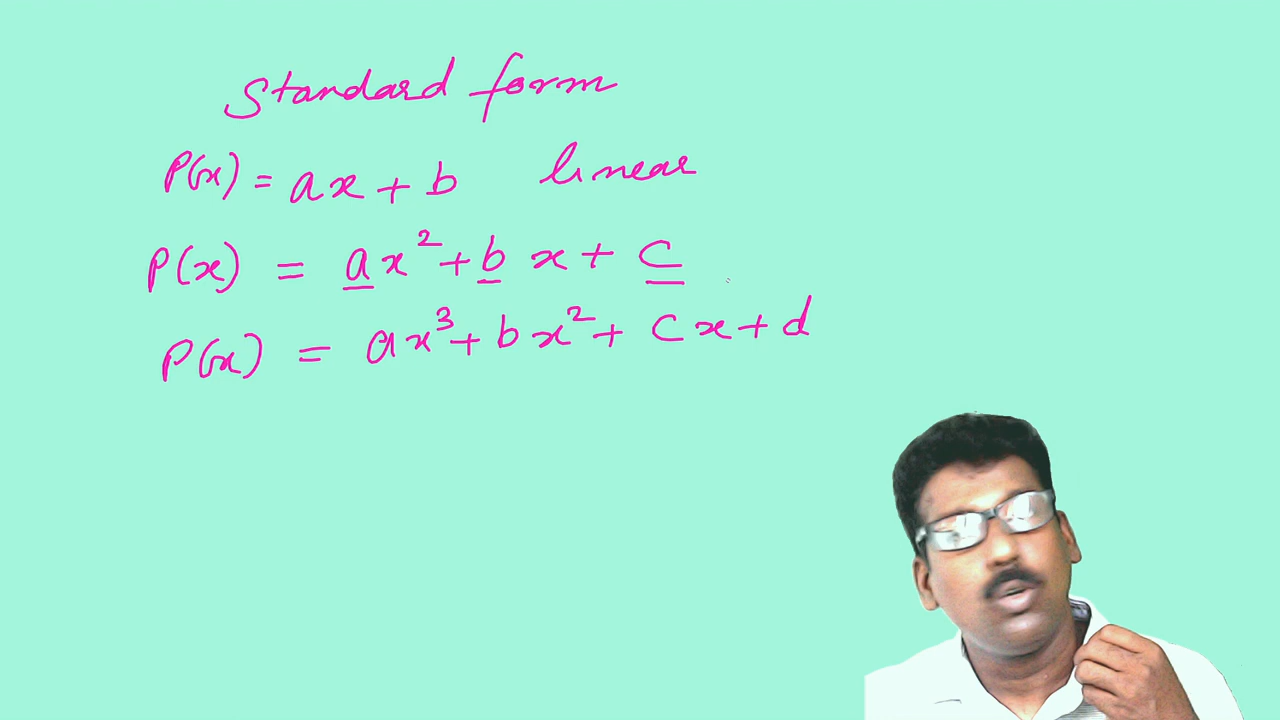 Standard form
P(x) = ax + b linear
P(x) = ax² + bx + c
P(x) = ax³ + bx² + cx + d